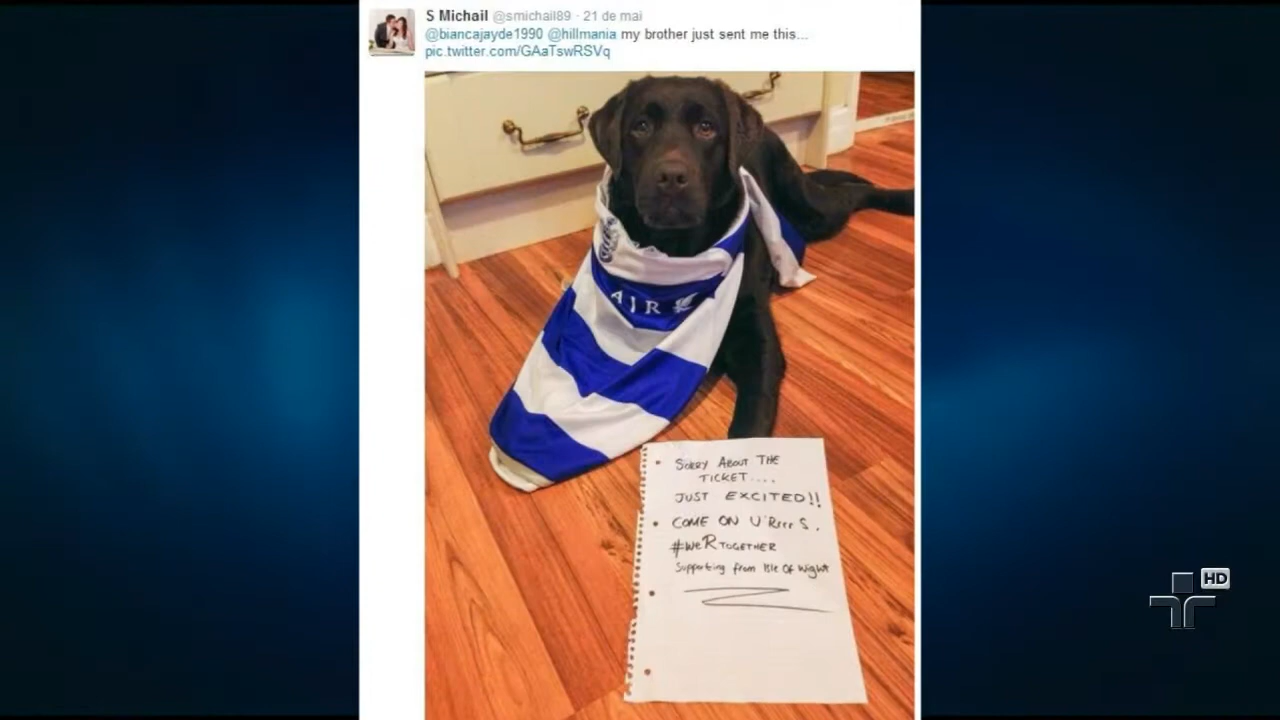 S Michail @smichail89 · 21 de mai
@biancajayde1990 @hillmania my brother just sent me this...
pic.twitter.com/GAaTswRSVq
AIR
SORRY ABOUT THE
TICKET....
JUST EXCITED!!
COME ON U'RrrrS.
#WeRTOGETHER
Supporting from Isle Of Wight
HD